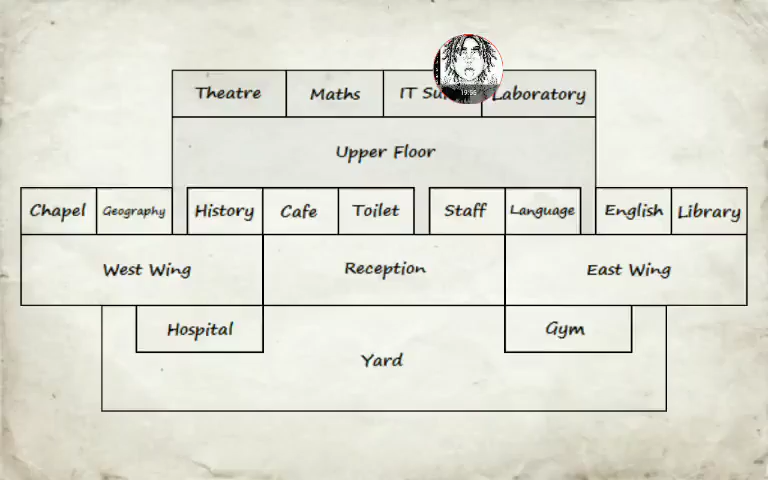 Theatre
Maths
IT
Laboratory
Upper Floor
Chapel
Geography
History
Cafe
Toilet
Staff
Language
English
Library
West Wing
Reception
East Wing
Hospital
Gym
Yard